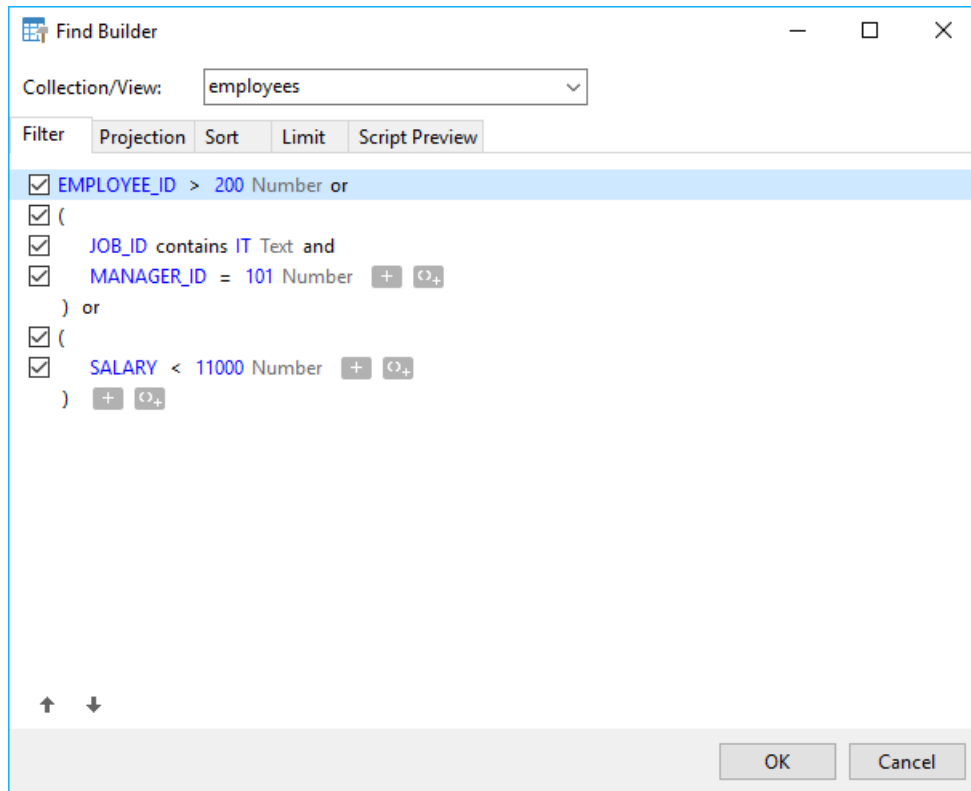 Find Builder
Collection/View: employees
Filter Projection Sort Limit Script Preview
EMPLOYEE_ID > 200 Number or
(
JOB_ID contains IT Text and
MANAGER_ID = 101 Number
) or
(
SALARY < 11000 Number
)
OK Cancel